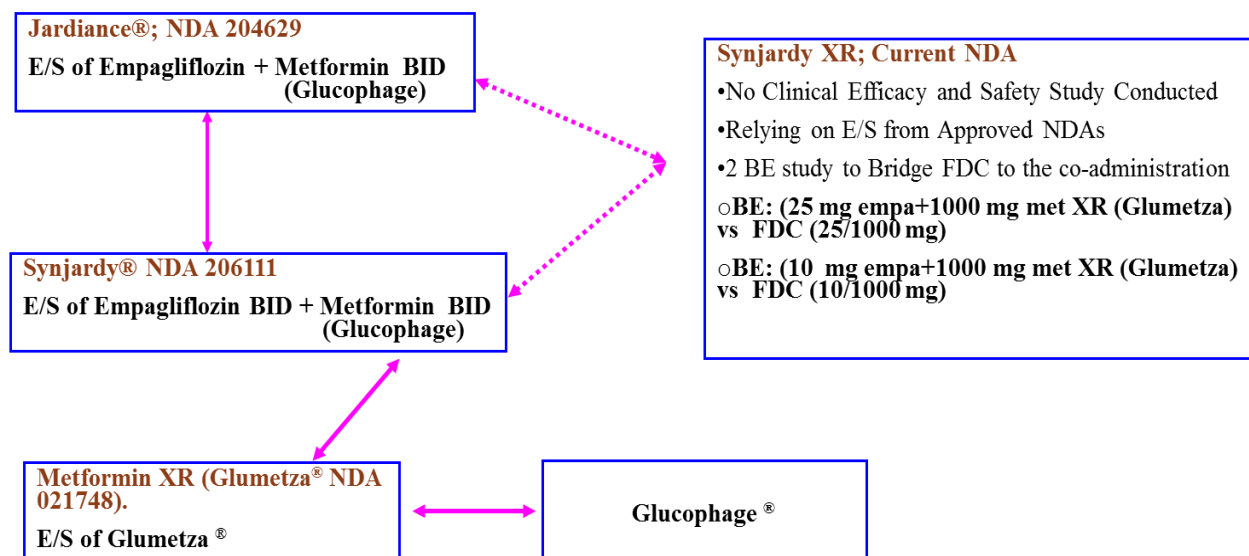 Jardiance®; NDA 204629
E/S of Empagliflozin + Metformin BID
(Glucophage)
Synjardy XR; Current NDA
•No Clinical Efficacy and Safety Study Conducted
•Relying on E/S from Approved NDAs
•2 BE study to Bridge FDC to the co-administration
oBE: (25 mg empa+1000 mg met XR (Glumetza)
vs FDC (25/1000 mg)
oBE: (10 mg empa+1000 mg met XR (Glumetza)
vs FDC (10/1000 mg)
Synjardy® NDA 206111
E/S of Empagliflozin BID + Metformin BID
(Glucophage)
Metformin XR (Glumetza® NDA
021748).
E/S of Glumetza ®
Glucophage ®